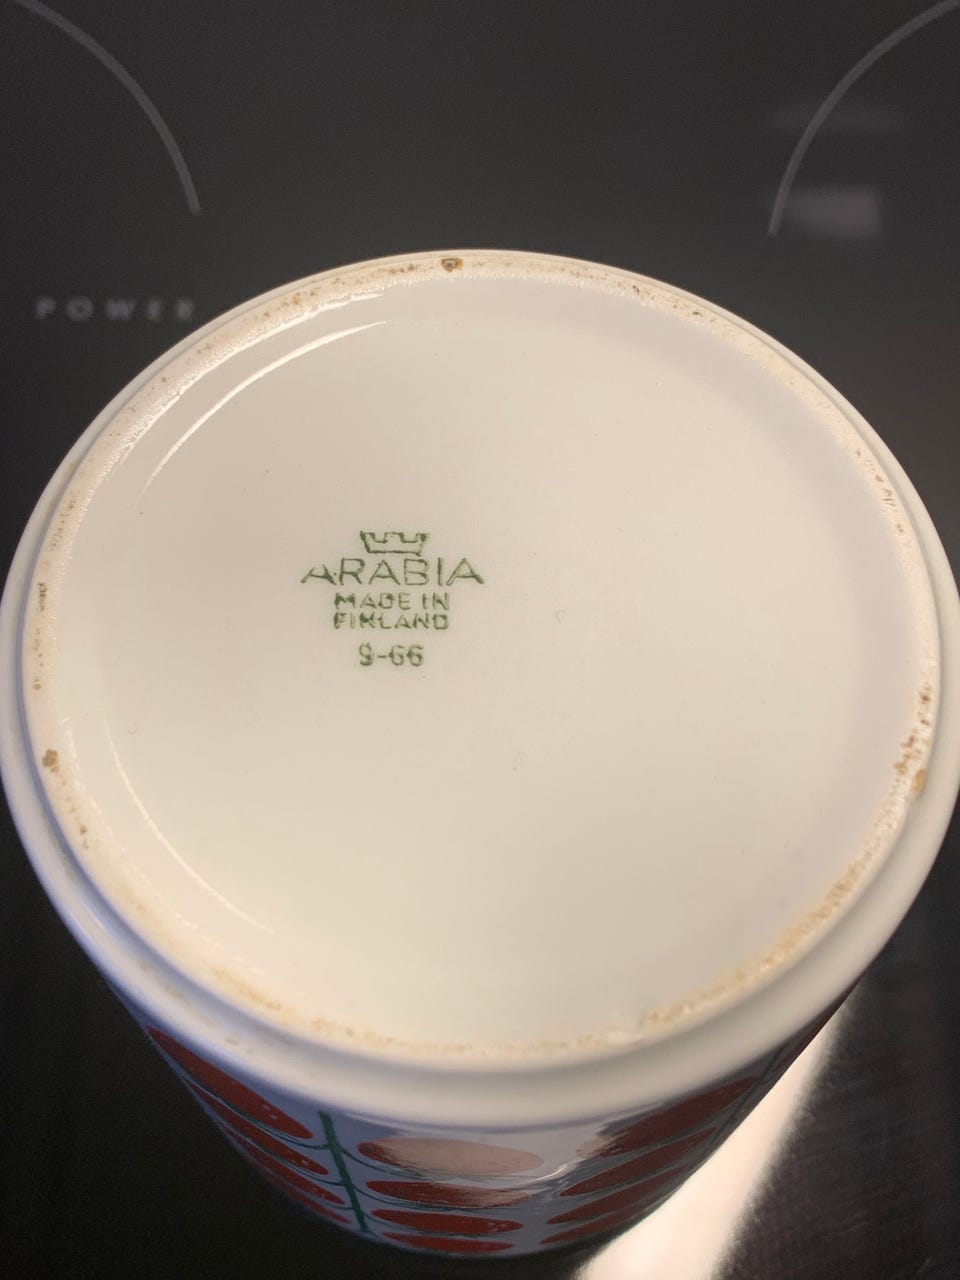 POWER
ARABIA
MADE IN
FINLAND
9-66